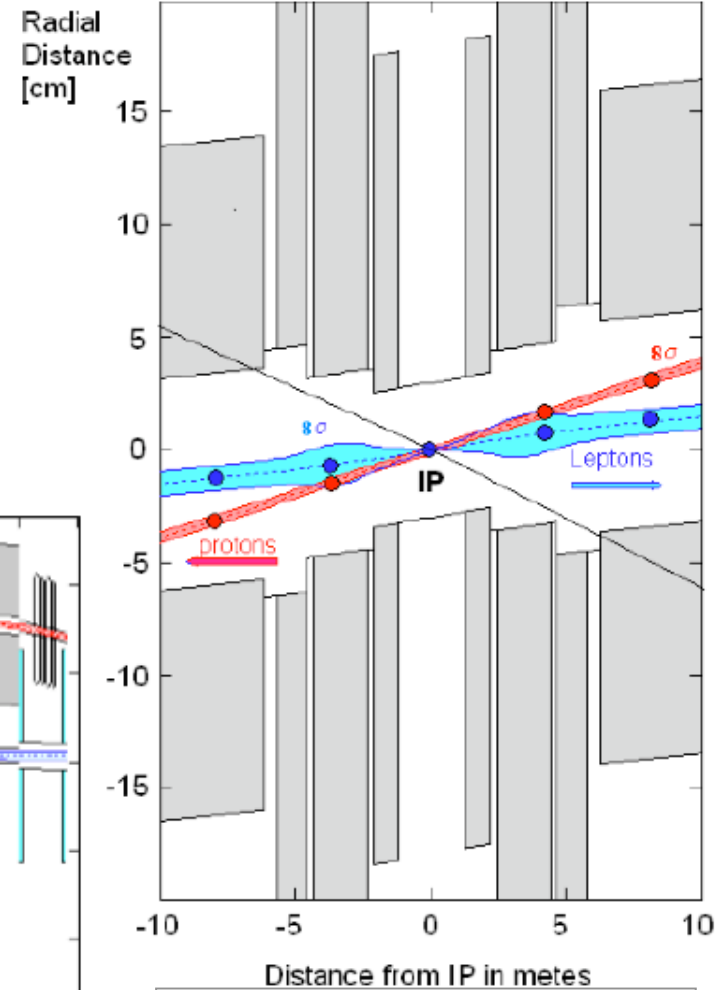 Radial
Distance
[cm]
15
10
5
0
-5
-10
-15
8σ
8σ
IP
Leptons
protons
-10
-5
0
5
10
Distance from IP in metes